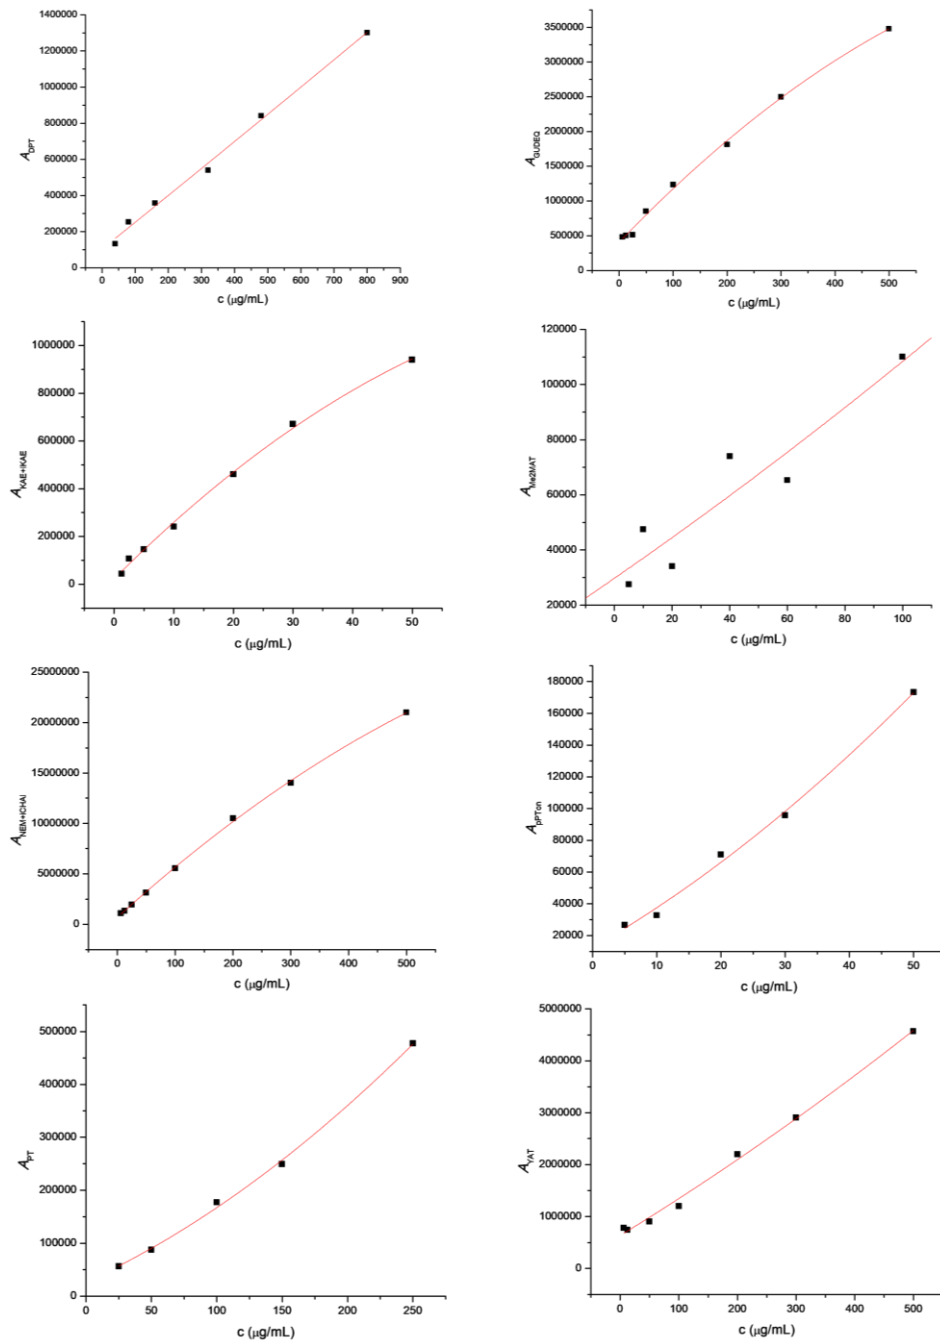 1400000
1200000
1000000
800000
600000
400000
200000
0
A_DPT
0 100 200 300 400 500 600 700 800 900
c (μg/mL)
3500000
3000000
2500000
2000000
1500000
1000000
500000
0
A_GUDEQ
0 100 200 300 400 500
c (μg/mL)
1000000
800000
600000
400000
200000
0
A_KAE+iKAE
0 10 20 30 40 50
c (μg/mL)
120000
100000
80000
60000
40000
20000
A_Me2MAT
0 20 40 60 80 100
c (μg/mL)
25000000
20000000
15000000
10000000
5000000
0
A_NEM+iCHAi
0 100 200 300 400 500
c (μg/mL)
180000
160000
140000
120000
100000
80000
60000
40000
20000
A_pPTon
0 10 20 30 40 50
c (μg/mL)
500000
400000
300000
200000
100000
0
A_PT
0 50 100 150 200 250
c (μg/mL)
5000000
4000000
3000000
2000000
1000000
0
A_YAT
0 100 200 300 400 500
c (μg/mL)